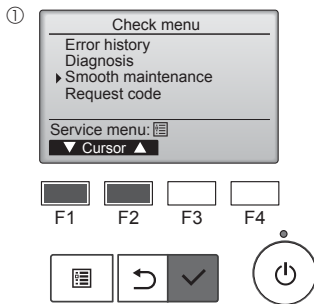 ①
Check menu
Error history
Diagnosis
Smooth maintenance
Request code
Service menu:
▼ Cursor ▲
F1 F2 F3 F4